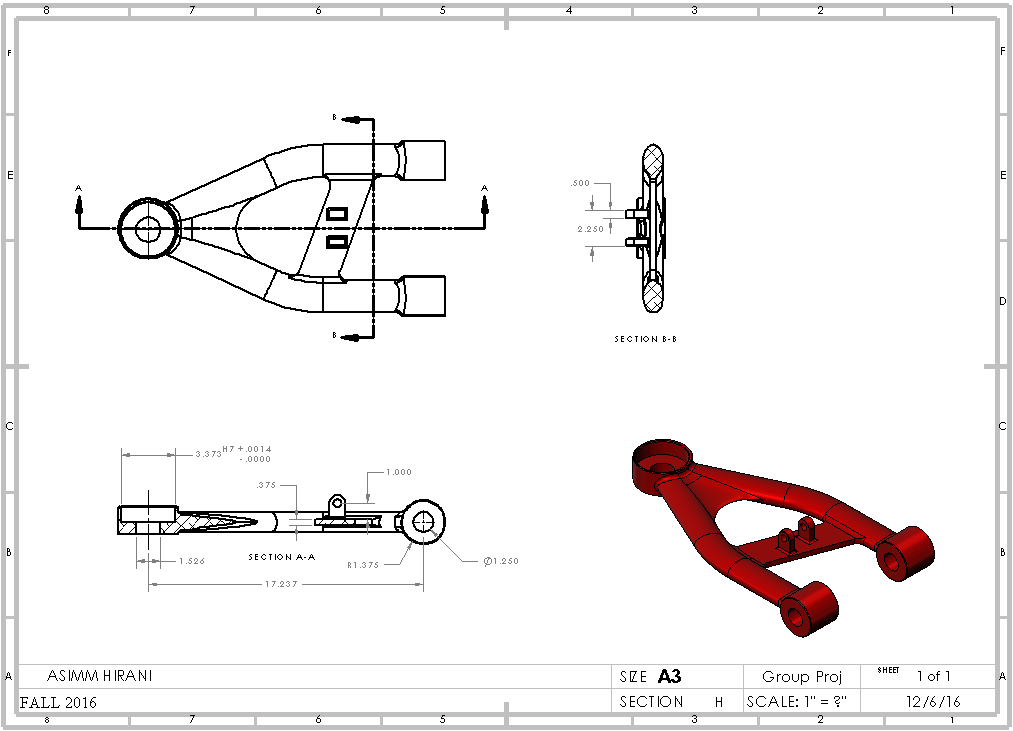 8 7 6 5 4 3 2 1
F F
B
.500
E E
A A
2.250
D
B
SECTION B-B
C C
3.373 H7 +.0014
-.0000
1.000
.375
B B
SECTION A-A
1.526
R1.375
Ø1.250
17.237
A A
ASIMM HIRANI
SIZE A3
Group Proj
SHEET 1 of 1
FALL 2016
SECTION H
SCALE: 1" = ?"
12/6/16
8 7 6 5 4 3 2 1